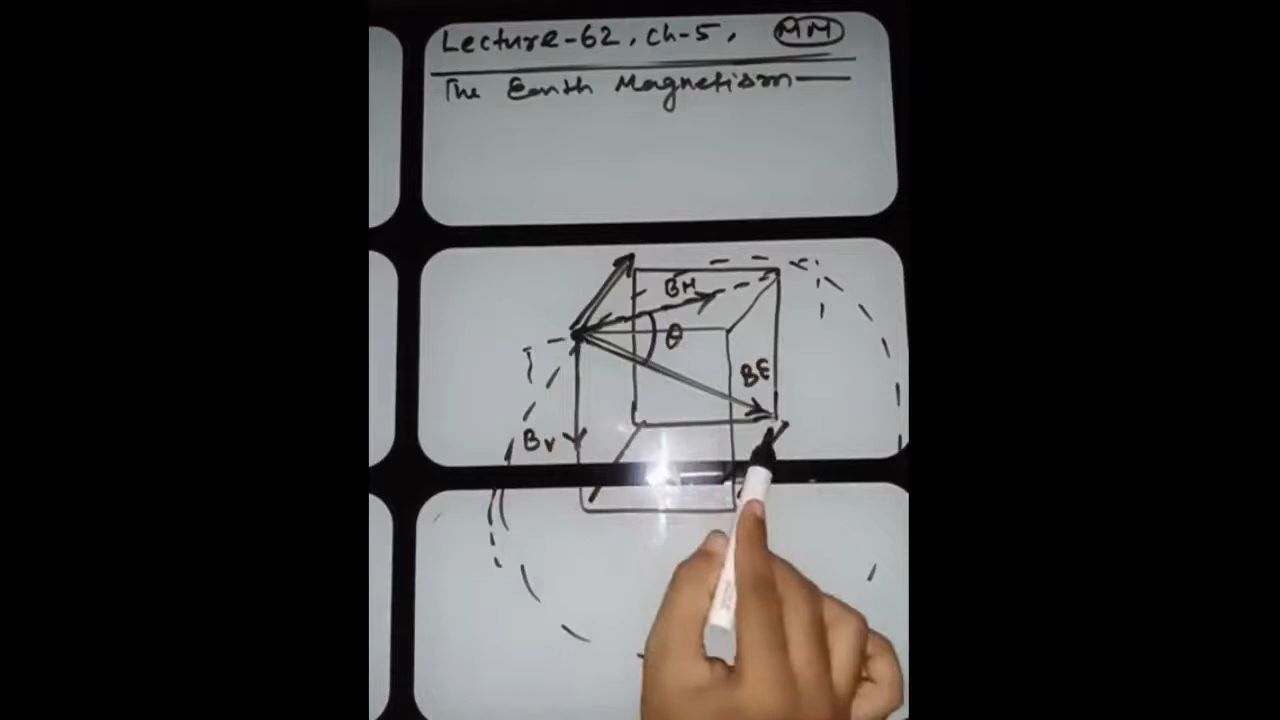 Lecture-62, Ch-5, MM
The Earth Magnetism
BH
θ
BE
Bv